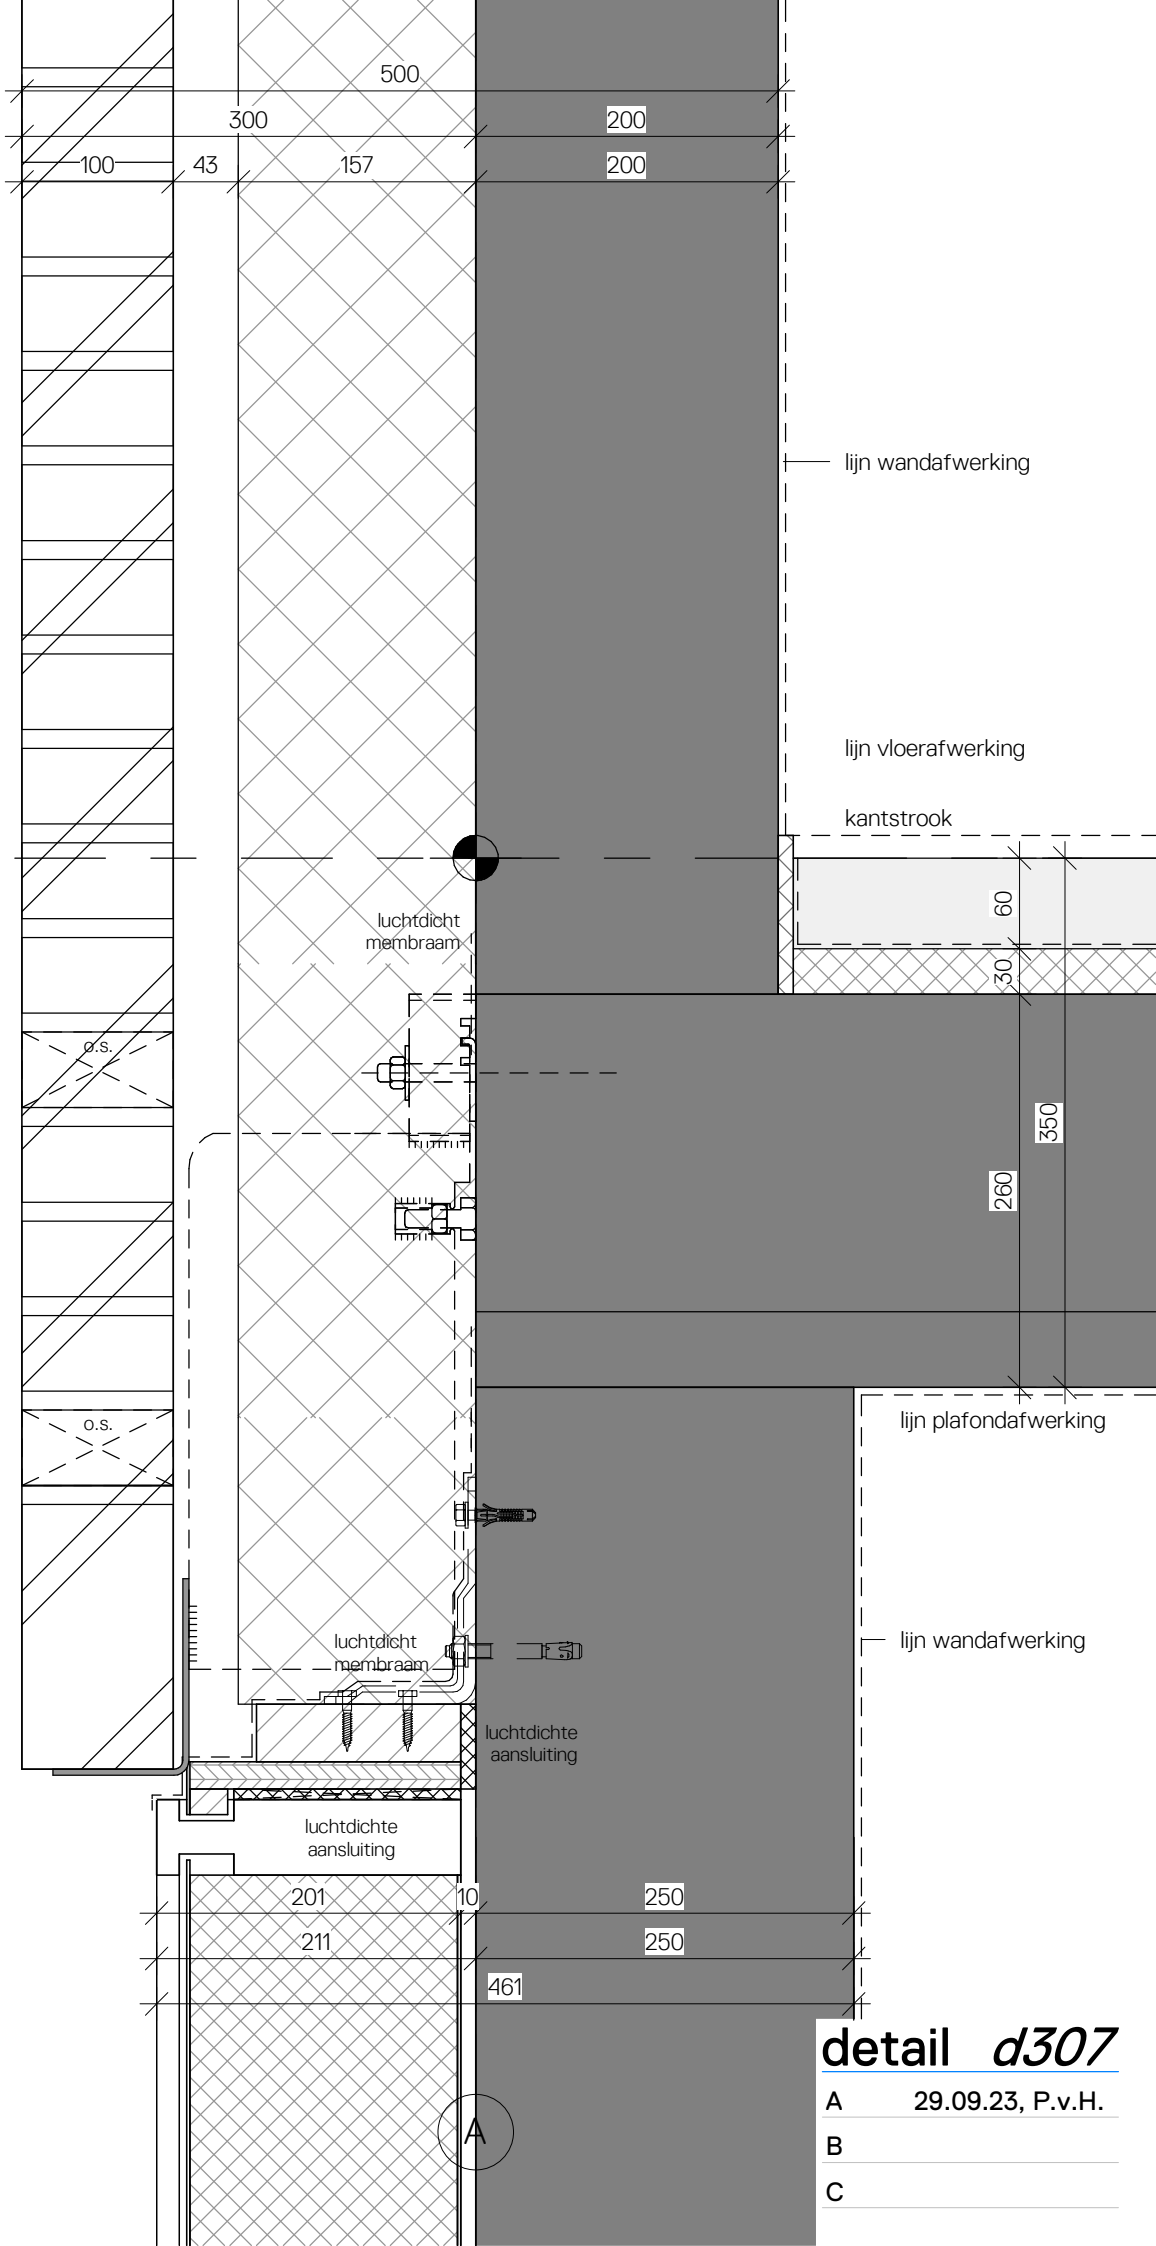 500
300
200
100
43
157
200
lijn wandafwerking
lijn vloerafwerking
kantstrook
60
luchtdicht
membraam
30
o.s.
350
260
o.s.
lijn plafondafwerking
luchtdicht
membraam
lijn wandafwerking
luchtdichte
aansluiting
luchtdichte
aansluiting
201
10
250
211
250
461
detail d307
A 29.09.23, P.v.H.
A
B
C